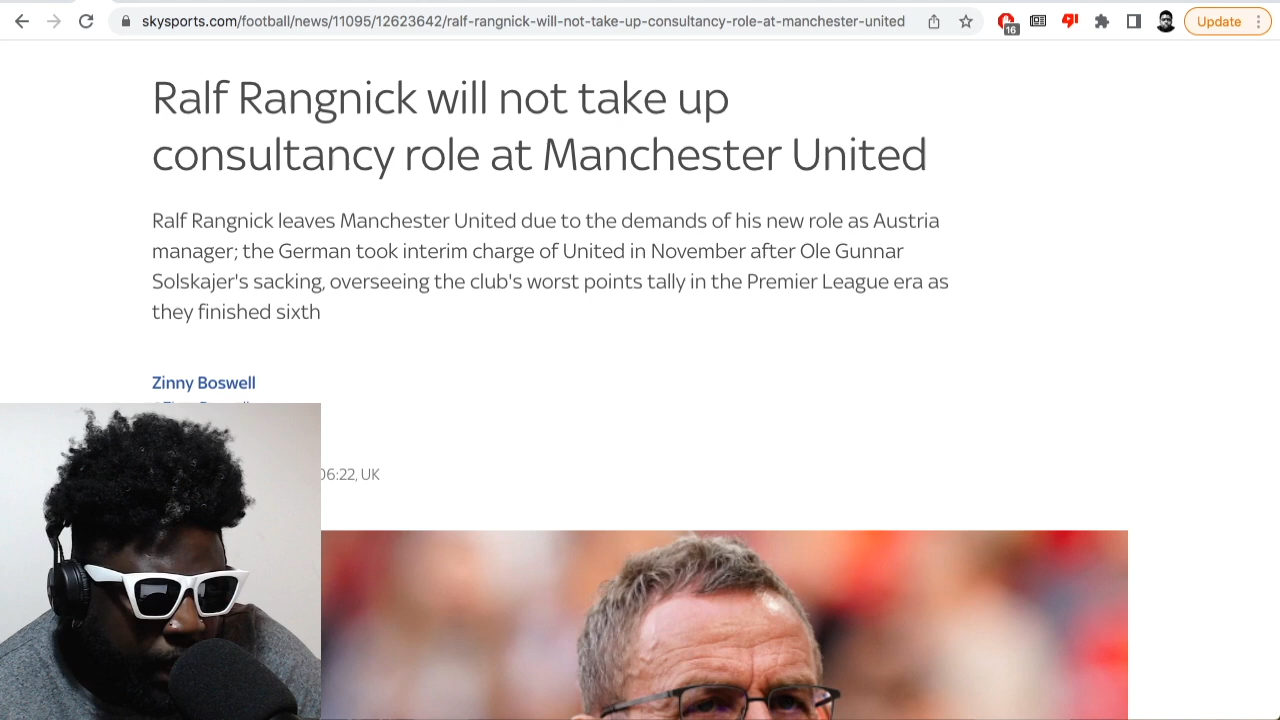 skysports.com/football/news/11095/12623642/ralf-rangnick-will-not-take-up-consultancy-role-at-manchester-united
16
Update
Ralf Rangnick will not take up
consultancy role at Manchester United
Ralf Rangnick leaves Manchester United due to the demands of his new role as Austria
manager; the German took interim charge of United in November after Ole Gunnar
Solskajer's sacking, overseeing the club's worst points tally in the Premier League era as
they finished sixth
Zinny Boswell
06:22, UK